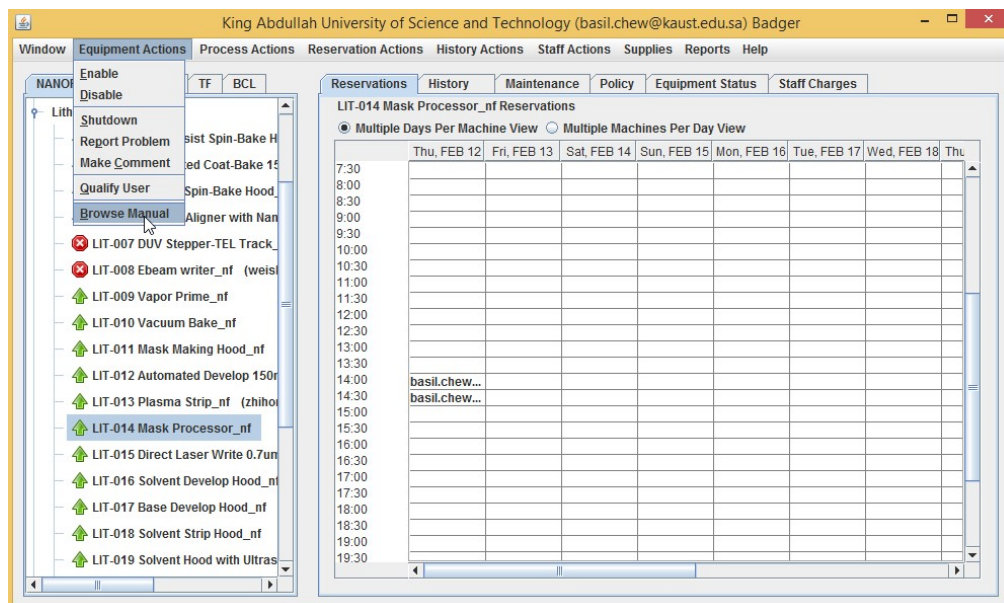 King Abdullah University of Science and Technology (basil.chew@kaust.edu.sa) Badger
Window Equipment Actions Process Actions Reservation Actions History Actions Staff Actions Supplies Reports Help
Enable
Disable
Shutdown
Report Problem
Make Comment
Qualify User
Browse Manual
TF BCL
sist Spin-Bake H
ed Coat-Bake 15
Spin-Bake Hood_
Aligner with Nan
LIT-007 DUV Stepper-TEL Track_
LIT-008 Ebeam writer_nf (weisl
LIT-009 Vapor Prime_nf
LIT-010 Vacuum Bake_nf
LIT-011 Mask Making Hood_nf
LIT-012 Automated Develop 150r
LIT-013 Plasma Strip_nf (zhihon
LIT-014 Mask Processor_nf
LIT-015 Direct Laser Write 0.7um
LIT-016 Solvent Develop Hood_nf
LIT-017 Base Develop Hood_nf
LIT-018 Solvent Strip Hood_nf
LIT-019 Solvent Hood with Ultras
Reservations History Maintenance Policy Equipment Status Staff Charges
LIT-014 Mask Processor_nf Reservations
Multiple Days Per Machine View Multiple Machines Per Day View
Thu, FEB 12 Fri, FEB 13 Sat, FEB 14 Sun, FEB 15 Mon, FEB 16 Tue, FEB 17 Wed, FEB 18 Thu
7:30
8:00
8:30
9:00
9:30
10:00
10:30
11:00
11:30
12:00
12:30
13:00
13:30
14:00 basil.chew...
14:30 basil.chew...
15:00
15:30
16:00
16:30
17:00
17:30
18:00
18:30
19:00
19:30